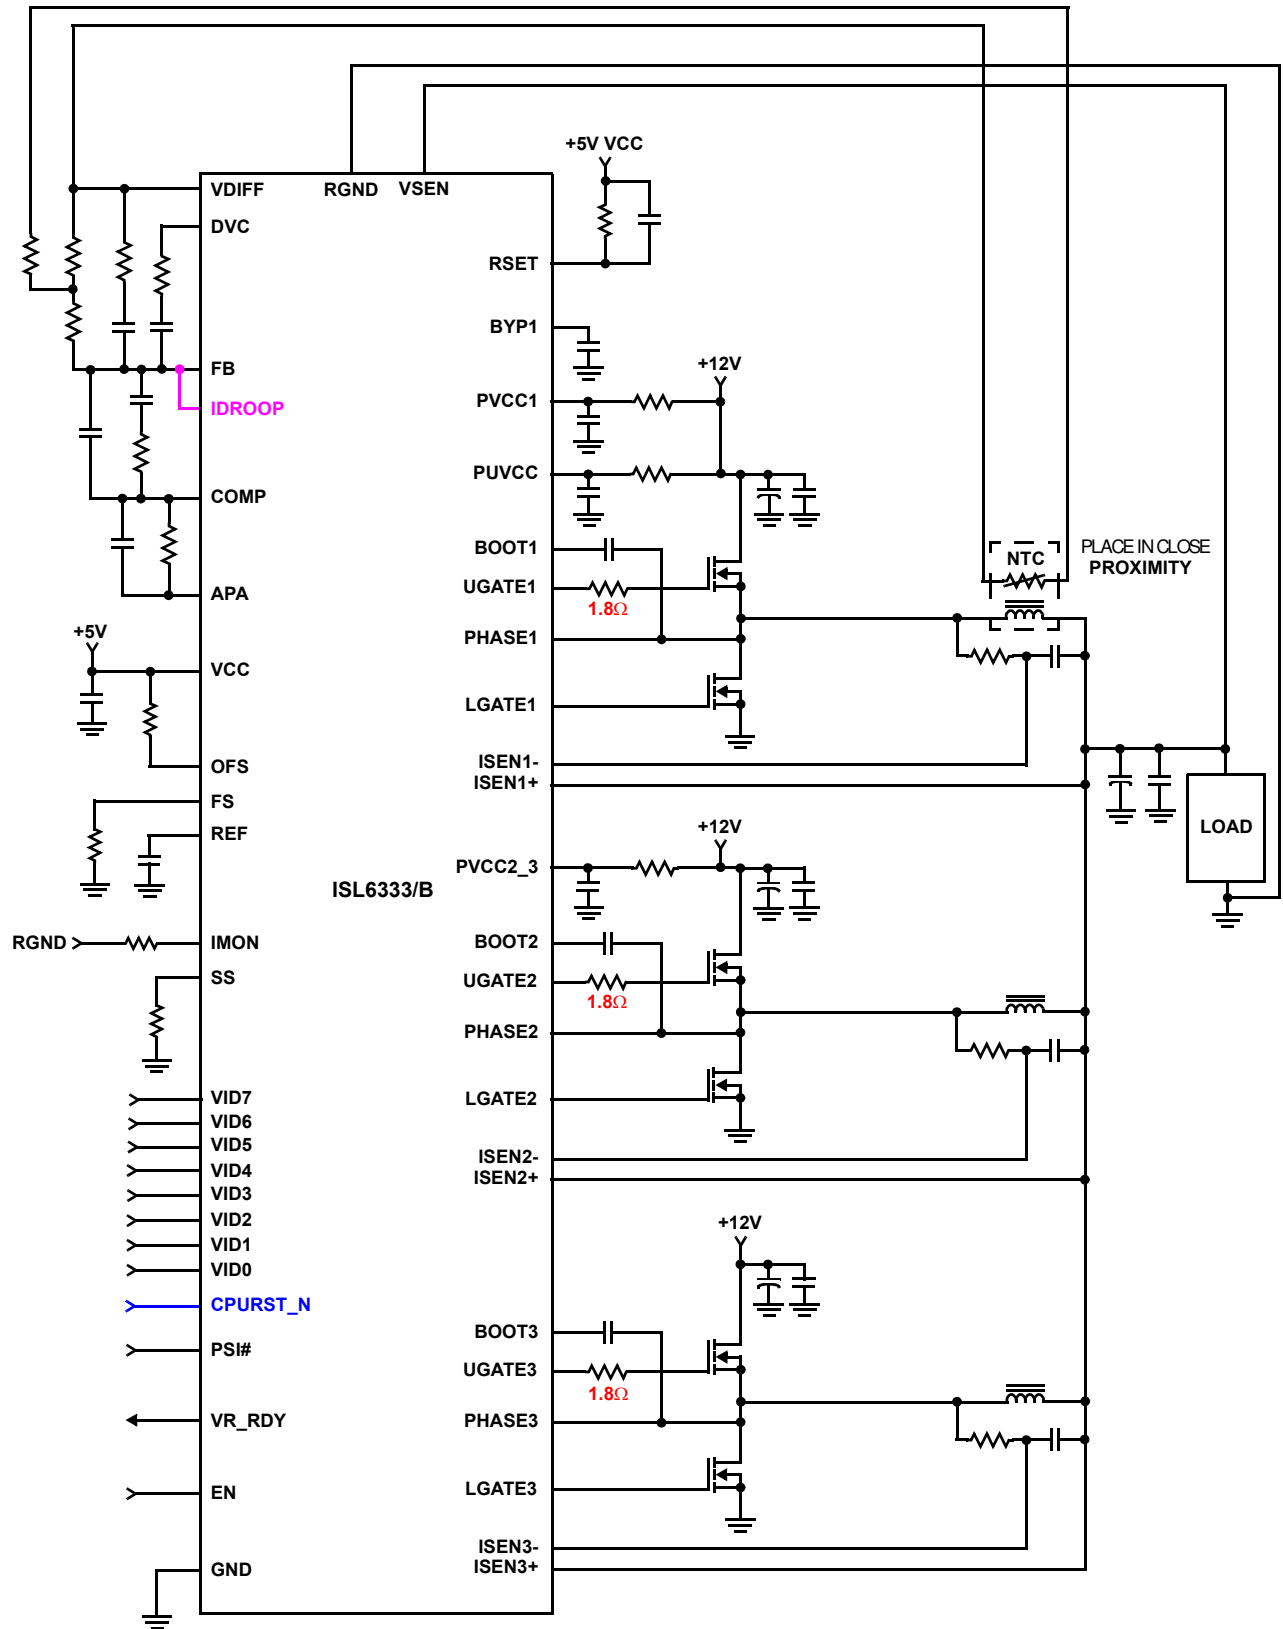 +5V VCC
VDIFF
RGND
VSEN
DVC
RSET
BYP1
+12V
FB
PVCC1
IDROOP
PUVCC
COMP
BOOT1
NTC
PLACE IN CLOSE
PROXIMITY
UGATE1
1.8Ω
APA
+5V
PHASE1
VCC
LGATE1
OFS
ISEN1-
ISEN1+
FS
REF
+12V
LOAD
PVCC2_3
ISL6333/B
RGND
IMON
BOOT2
SS
UGATE2
1.8Ω
PHASE2
VID7
LGATE2
VID6
VID5
ISEN2-
VID4
ISEN2+
VID3
VID2
+12V
VID1
VID0
CPURST_N
BOOT3
PSI#
UGATE3
1.8Ω
VR_RDY
PHASE3
EN
LGATE3
ISEN3-
ISEN3+
GND